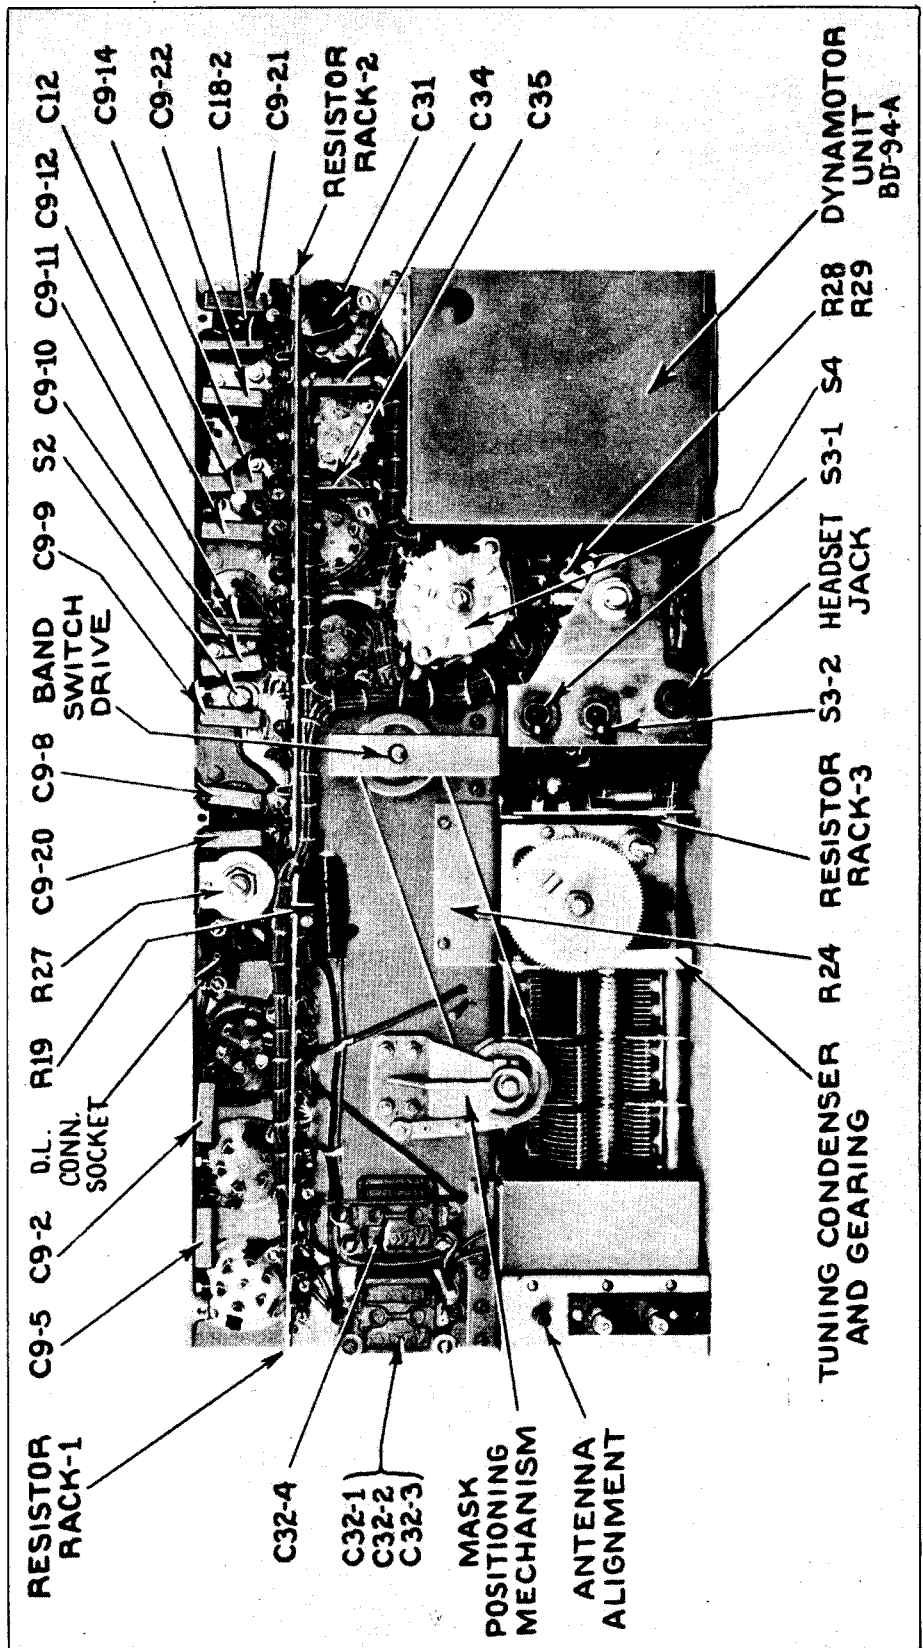 RESISTOR
RACK-1
C9-5
C9-2
D.L.
CONN.
SOCKET
R19
R27
C9-20
C9-8
BAND
SWITCH
DRIVE
C9-9
S2
C9-10
C9-11
C9-12
C12
C9-14
C9-22
C18-2
C9-21
RESISTOR
RACK-2
C31
C34
C35
C32-4
C32-1
C32-2
C32-3
MASK
POSITIONING
MECHANISM
ANTENNA
ALIGNMENT
TUNING CONDENSER
AND GEARING
R24
RESISTOR
RACK-3
S3-2
HEADSET
JACK
S3-1
S4
R28
R29
DYNAMOTOR
UNIT
BD-94-A